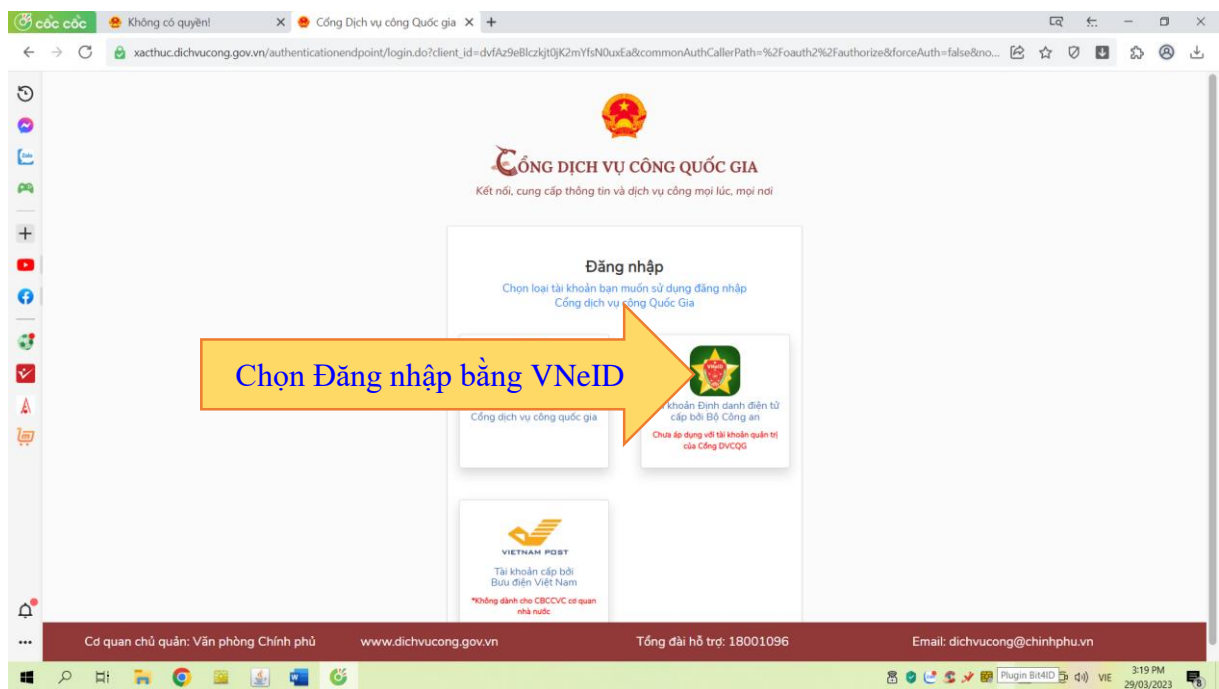 cốc cốc
Không có quyền!
Cổng Dịch vụ công Quốc gia
xacthuc.dichvucong.gov.vn/authenticationendpoint/login.do?client_id=dvfAz9eBlczkjt0jK2mYfsN0uxEa&commonAuthCallerPath=%2Foauth2%2Fauthorize&forceAuth=false&no...
CỔNG DỊCH VỤ CÔNG QUỐC GIA
Kết nối, cung cấp thông tin và dịch vụ công mọi lúc, mọi nơi
Đăng nhập
Chọn loại tài khoản bạn muốn sử dụng đăng nhập
Cổng dịch vụ công Quốc Gia
Chọn Đăng nhập bằng VNeID
Cổng dịch vụ công quốc gia
VNeID
khoản Định danh điện tử
cấp bởi Bộ Công an
Chưa áp dụng với tài khoản quản trị
của Cổng DVCQG
VIETNAM POST
Tài khoản cấp bởi
Bưu điện Việt Nam
*Không dành cho CBCCVC cơ quan
nhà nước
Cơ quan chủ quản: Văn phòng Chính phủ
www.dichvucong.gov.vn
Tổng đài hỗ trợ: 18001096
Email: dichvucong@chinhphu.vn
Plugin Bit4ID
VIE
3:19 PM
29/03/2023
8